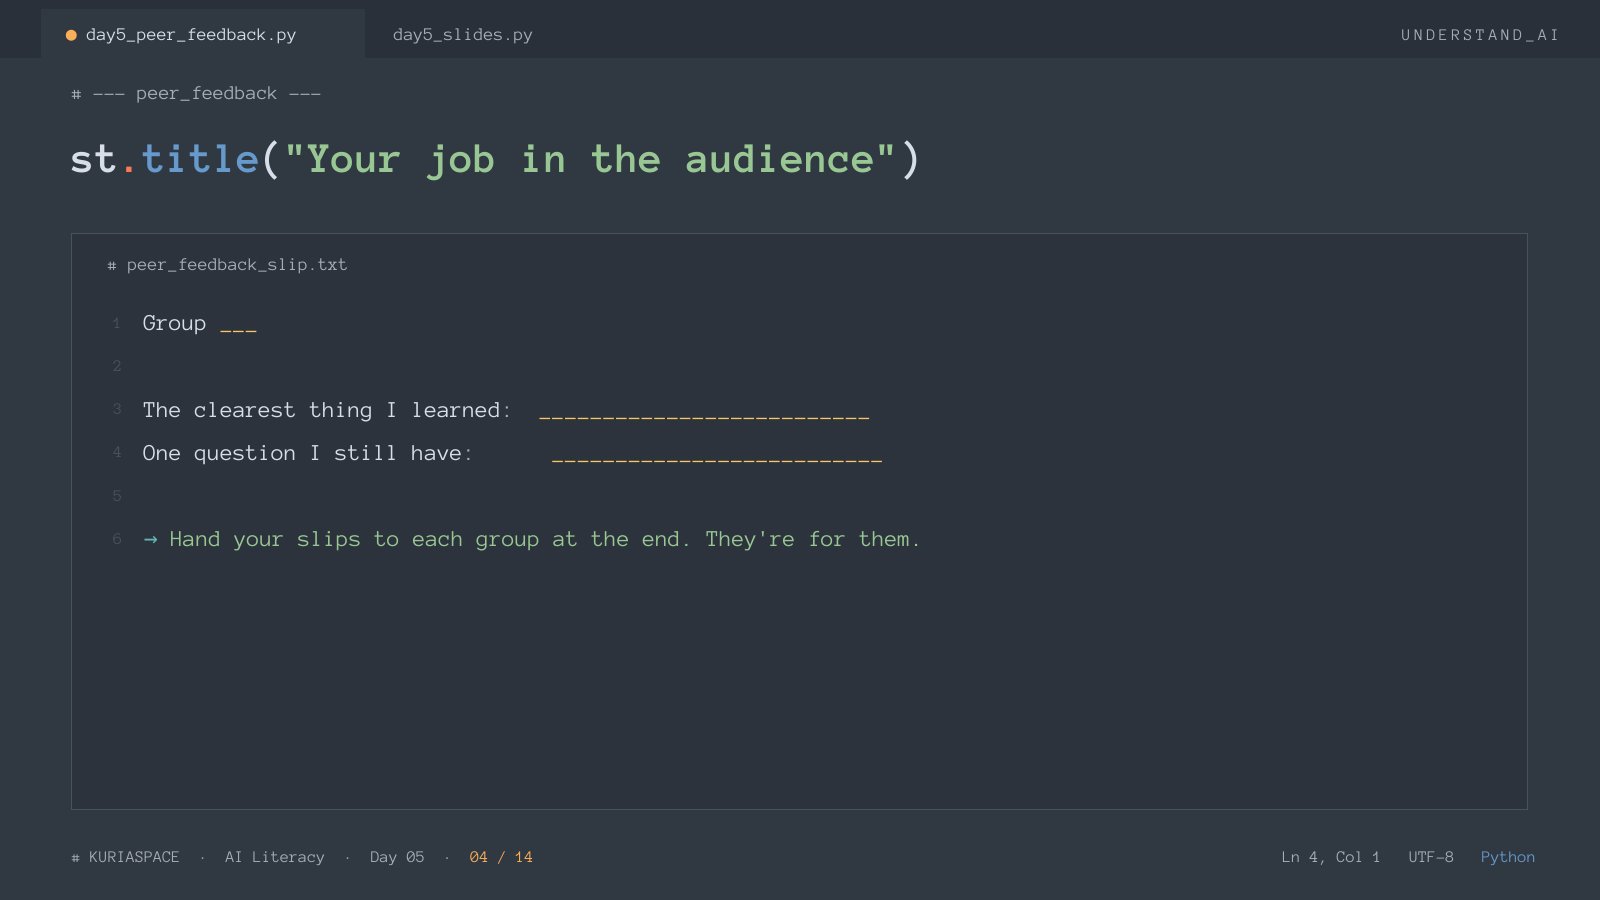 day5_peer_feedback.py
day5_slides.py
UNDERSTAND_AI
# --- peer_feedback ---
st.title("Your job in the audience")
# peer_feedback_slip.txt
1 Group ___
2
3 The clearest thing I learned: __________________________
4 One question I still have: __________________________
5
6 → Hand your slips to each group at the end. They're for them.
# KURIASPACE · AI Literacy · Day 05 · 04 / 14
Ln 4, Col 1 UTF-8 Python